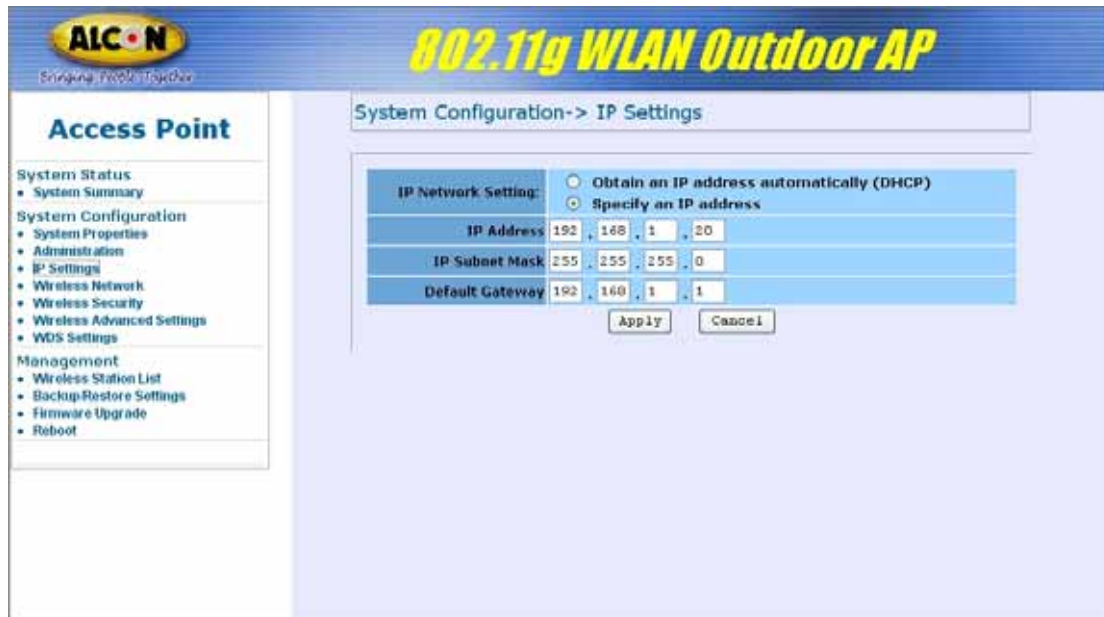 ALCON
Bringing People Together
802.11g WLAN Outdoor AP
Access Point
System Status
• System Summary
System Configuration
• System Properties
• Administration
• IP Settings
• Wireless Network
• Wireless Security
• Wireless Advanced Settings
• WDS Settings
Management
• Wireless Station List
• Backup/Restore Settings
• Firmware Upgrade
• Reboot
System Configuration-> IP Settings
IP Network Setting: Obtain an IP address automatically (DHCP)
Specify an IP address
IP Address 192 . 168 . 1 . 20
IP Subnet Mask 255 . 255 . 255 . 0
Default Gateway 192 . 168 . 1 . 1
Apply Cancel